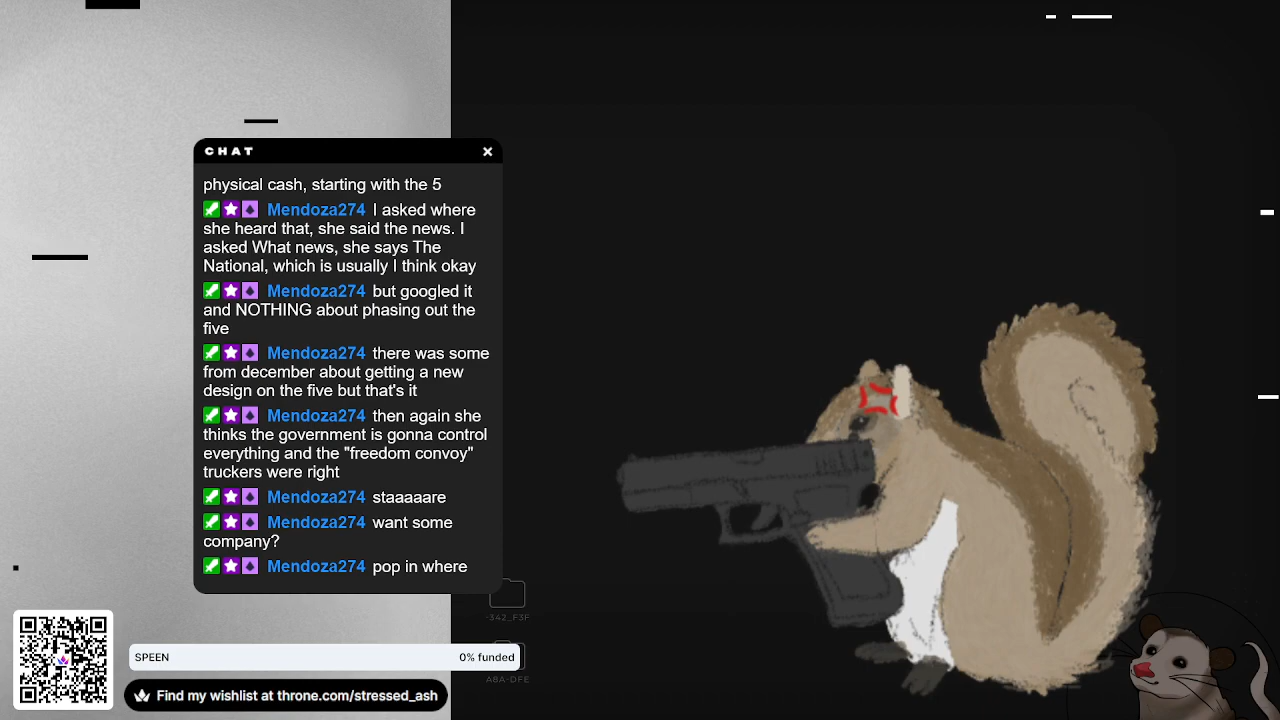 CHAT
physical cash, starting with the 5
Mendoza274 I asked where
she heard that, she said the news. I
asked What news, she says The
National, which is usually I think okay
Mendoza274 but googled it
and NOTHING about phasing out the
five
Mendoza274 there was some
from december about getting a new
design on the five but that's it
Mendoza274 then again she
thinks the government is gonna control
everything and the "freedom convoy"
truckers were right
Mendoza274 staaaaare
Mendoza274 want some
company?
Mendoza274 pop in where
-342_F3F
SPEEN 0% funded
A8A-DFE
Find my wishlist at throne.com/stressed_ash